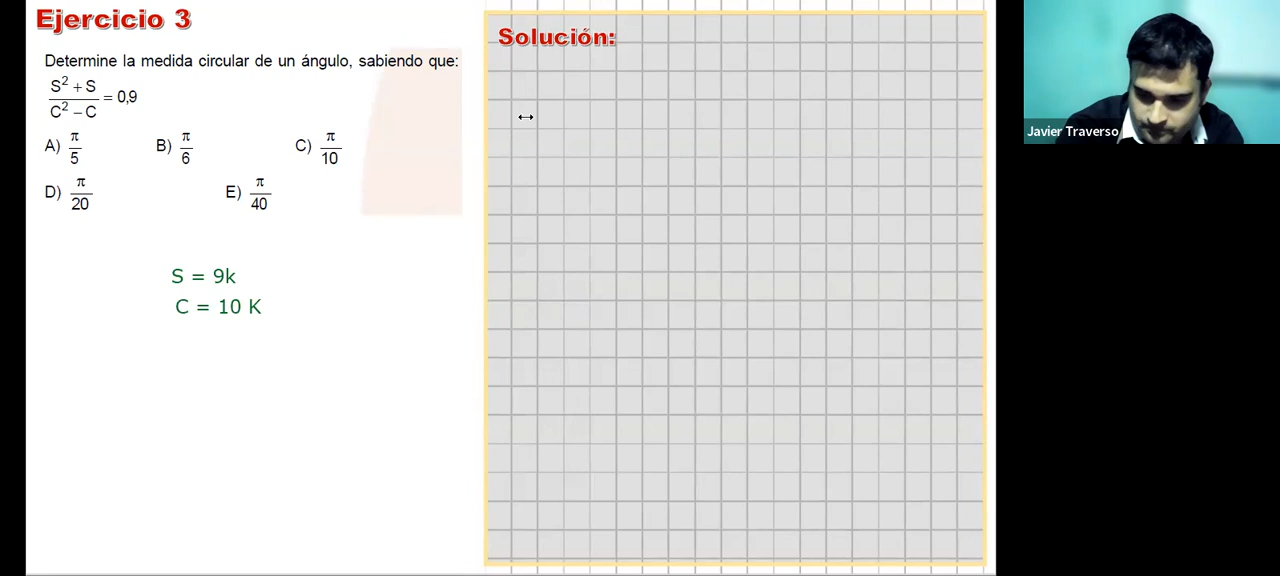 Ejercicio 3
Determine la medida circular de un ángulo, sabiendo que:
S² + S / C² – C = 0,9
A) π/5 B) π/6 C) π/10
D) π/20 E) π/40
S = 9k
C = 10 K
Solución:
Javier Traverso